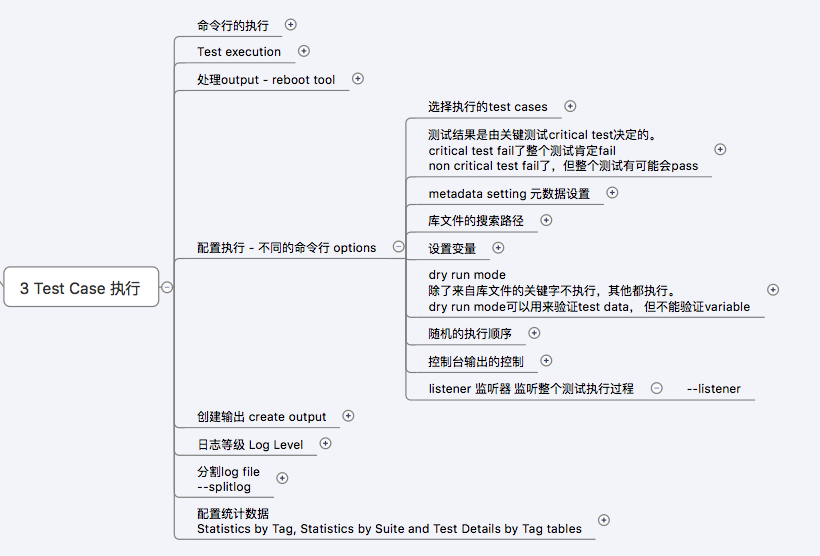 命令行的执行
Test execution
处理output - reboot tool
选择执行的test cases
测试结果是由关键测试critical test决定的。
critical test fail了整个测试肯定fail
non critical test fail了，但整个测试有可能会pass
metadata setting 元数据设置
库文件的搜索路径
配置执行 - 不同的命令行 options
设置变量
dry run mode
除了来自库文件的关键字不执行，其他都执行。
dry run mode可以用来验证test data， 但不能验证variable
3 Test Case 执行
随机的执行顺序
控制台输出的控制
listener 监听器 监听整个测试执行过程
--listener
创建输出 create output
日志等级 Log Level
分割log file
--splitlog
配置统计数据
Statistics by Tag, Statistics by Suite and Test Details by Tag tables